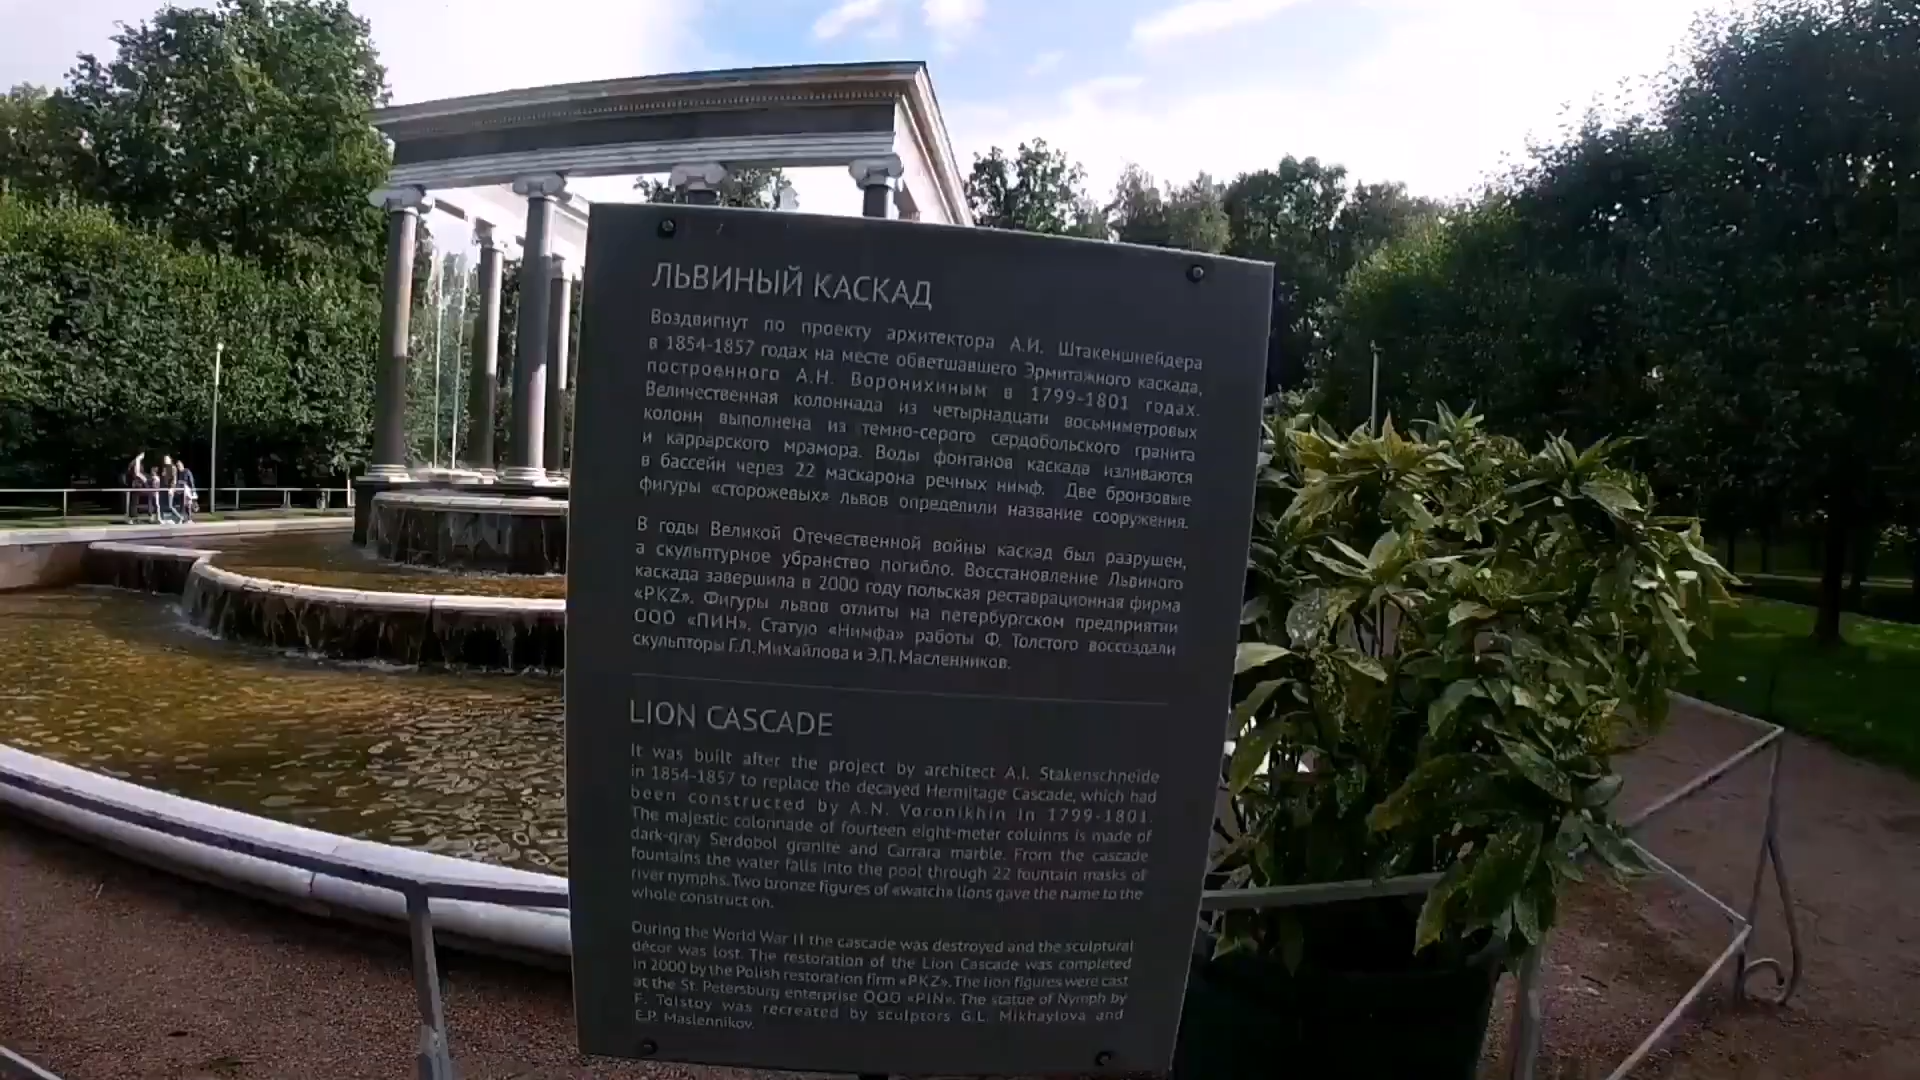 ЛЬВИНЫЙ КАСКАД
Воздвигнут по проекту архитектора А.И. Штакеншнейдера
в 1854-1857 годах на месте обветшавшего Эрмитажного каскада,
построенного А.Н. Воронихиным в 1799-1801 годах.
Величественная колоннада из четырнадцати восьмиметровых
колонн выполнена из темно-серого сердобольского гранита
и каррарского мрамора. Воды фонтанов каскада изливаются
в бассейн через 22 маскарона речных нимф. Две бронзовые
фигуры «сторожевых» львов определили название сооружения.
В годы Великой Отечественной войны каскад был разрушен,
а скульптурное убранство погибло. Восстановление Львиного
каскада завершила в 2000 году польская реставрационная фирма
«PKZ». Фигуры львов отлиты на петербургском предприятии
ООО «ПИН». Статую «Нимфа» работы Ф. Толстого воссоздали
скульпторы Г.Л.Михайлова и Э.П.Масленников.
LION CASCADE
It was built after the project by architect A.I. Stakenschneide
in 1854-1857 to replace the decayed Hermitage Cascade, which had
been constructed by A.N. Voronikhin in 1799-1801.
The majestic colonnade of fourteen eight-meter columns is made of
dark-gray Serdobol granite and Carrara marble. From the cascade
fountains the water falls into the pool through 22 fountain masks of
river nymphs. Two bronze figures of «watch» lions gave the name to the
whole construct on.
During the World War II the cascade was destroyed and the sculptural
décor was lost. The restoration of the Lion Cascade was completed
in 2000 by the Polish restoration firm «PKZ». The lion figures were cast
at the St. Petersburg enterprise OOO «PIN». The statue of Nymph by
F. Tolstoy was recreated by sculptors G.L. Mikhaylova and
E.P. Maslennikov.